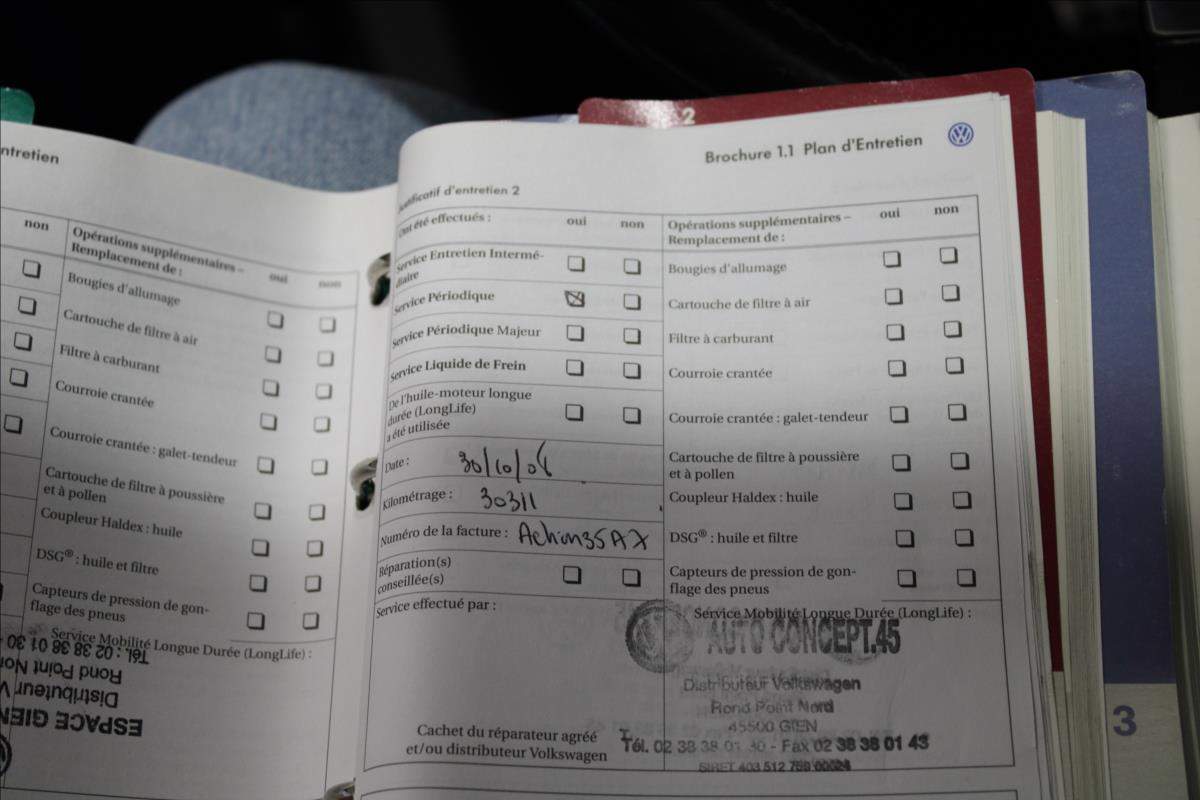 ntretien
non
Opérations supplémentaires –
Remplacement de :
oui non
Bougies d'allumage
Cartouche de filtre à air
Filtre à carburant
Courroie crantée
Courroie crantée : galet-tendeur
Cartouche de filtre à poussière
et à pollen
Coupleur Haldex : huile
DSG® : huile et filtre
Capteurs de pression de gon-
flage des pneus
Service Mobilité Longue Durée (LongLife) :
Tél. : 02 38 38 01 30 -
Rond Point No
Distributeur V
ESPACE GIEN
2
Brochure 1.1 Plan d'Entretien
Justificatif d'entretien 2
Ont été effectués :
oui non
Service Entretien Intermé-
diaire
Service Périodique
Service Périodique Majeur
Service Liquide de Frein
De l'huile-moteur longue
durée (LongLife)
a été utilisée
Date : 30/10/06
Kilométrage : 30311
Numéro de la facture :
Réparation(s)
conseillée(s)
Service effectué par :
Cachet du réparateur agréé
et/ou distributeur Volkswagen
Opérations supplémentaires –
Remplacement de :
oui non
Bougies d'allumage
Cartouche de filtre à air
Filtre à carburant
Courroie crantée
Courroie crantée : galet-tendeur
Cartouche de filtre à poussière
et à pollen
Coupleur Haldex : huile
DSG® : huile et filtre
Capteurs de pression de gon-
flage des pneus
Service Mobilité Longue Durée (LongLife) :
AUTO CONCEPT.45
Distributeur Volkswagen
Rond Point Nord
45500 GIEN
Tél. 02 38 38 01 30 - Fax 02 38 38 01 43
SIRET 403 512 756 00024
3